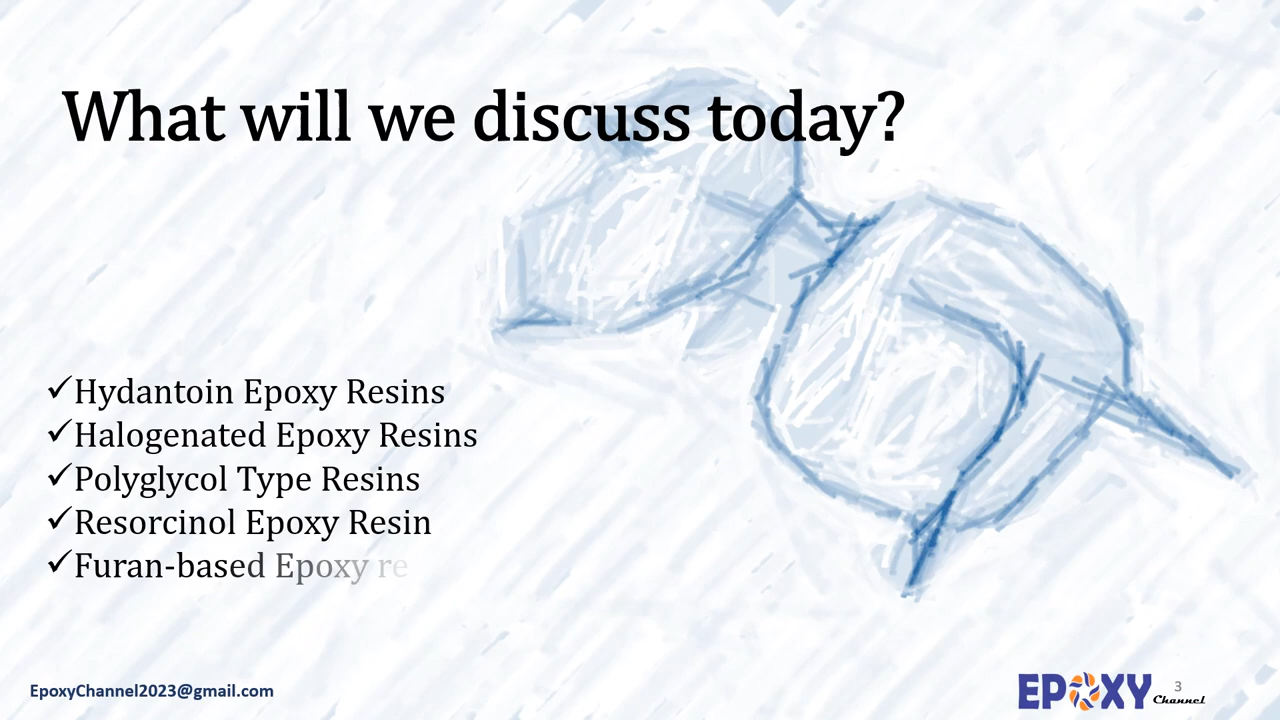 What will we discuss today?
✓Hydantoin Epoxy Resins
✓Halogenated Epoxy Resins
✓Polyglycol Type Resins
✓Resorcinol Epoxy Resin
✓Furan-based Epoxy re
EpoxyChannel2023@gmail.com
EPOXY Channel
3